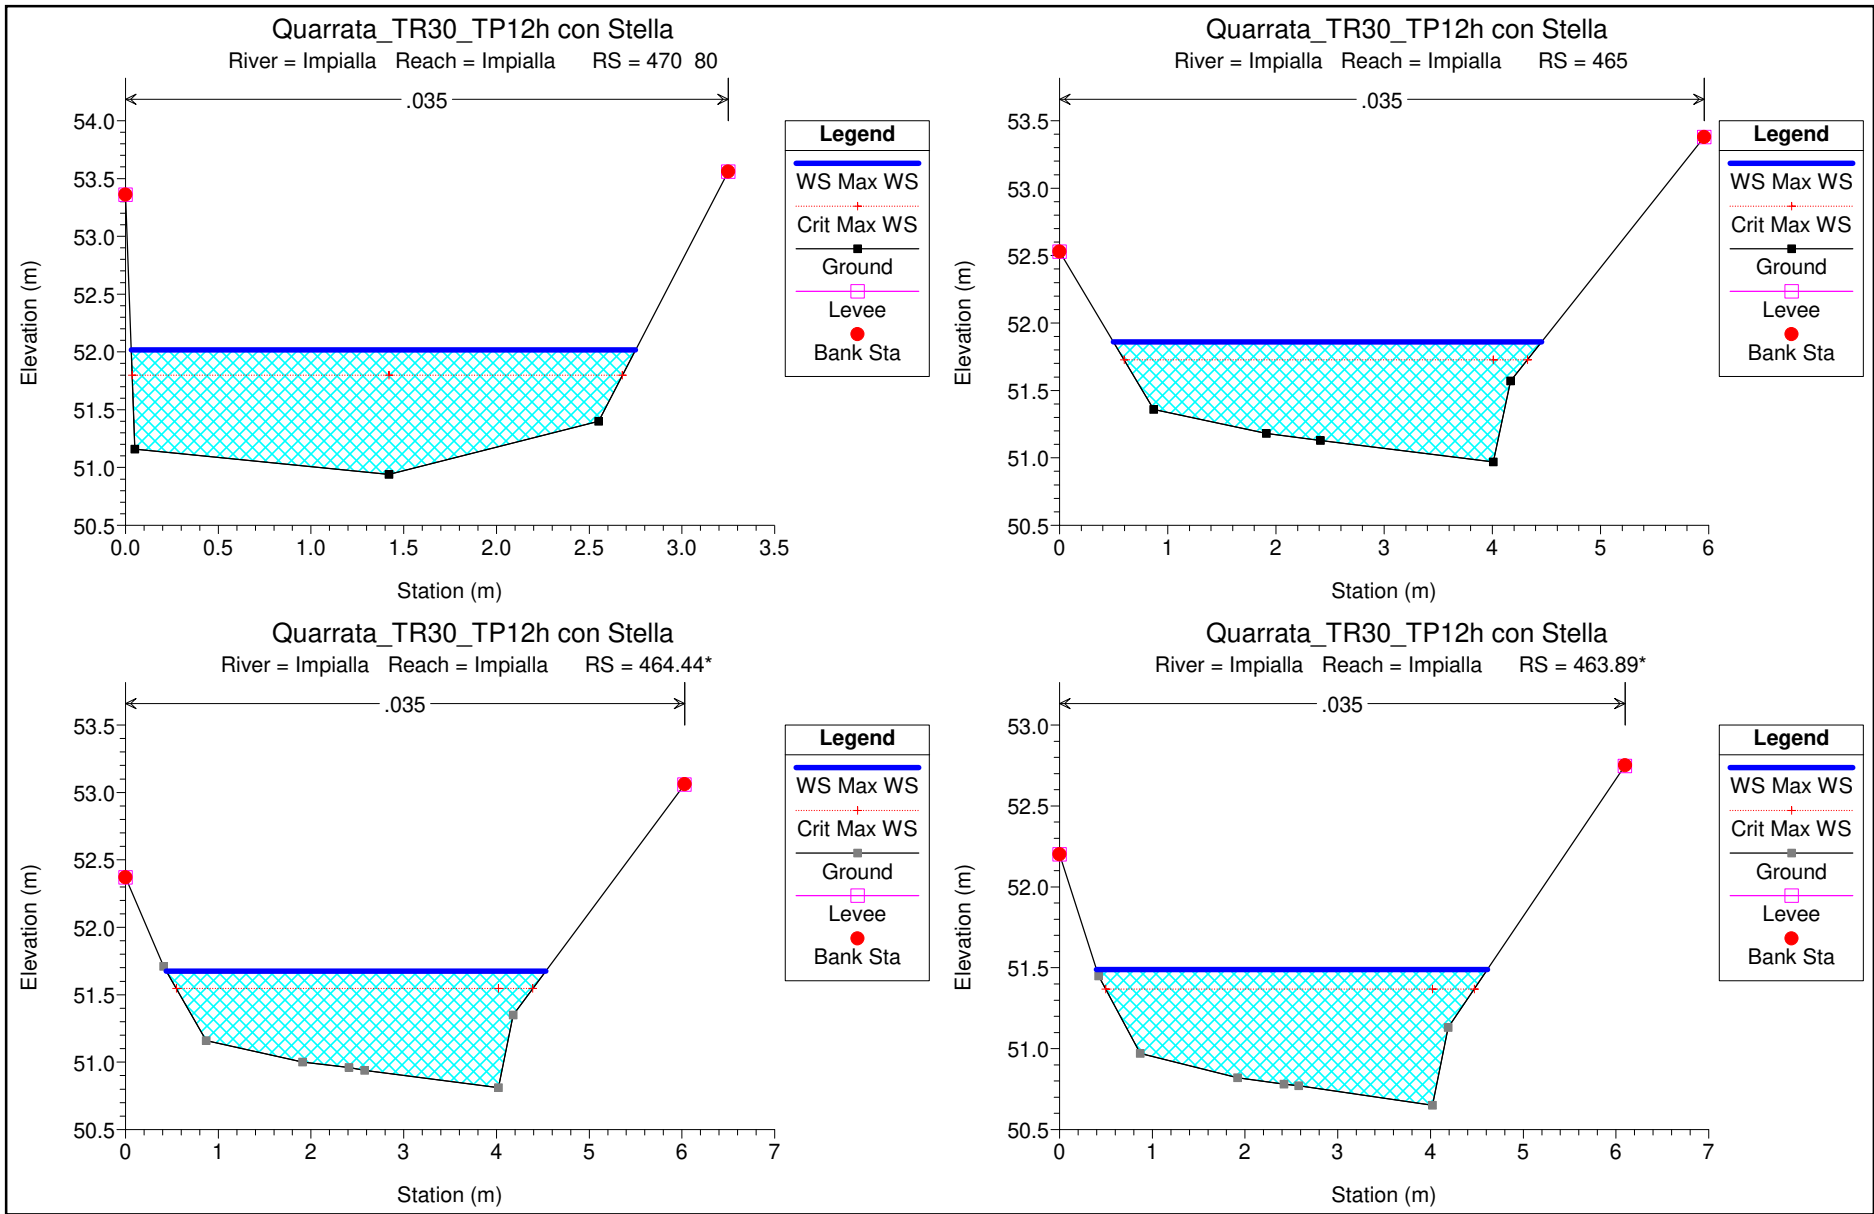 Quarrata_TR30_TP12h con Stella
River = Impialla Reach = Impialla RS = 470 80
.035
54.0
53.5
53.0
52.5
52.0
51.5
51.0
50.5
Elevation (m)
0.0 0.5 1.0 1.5 2.0 2.5 3.0 3.5
Station (m)
Legend
WS Max WS
Crit Max WS
Ground
Levee
Bank Sta
Quarrata_TR30_TP12h con Stella
River = Impialla Reach = Impialla RS = 465
.035
53.5
53.0
52.5
52.0
51.5
51.0
50.5
Elevation (m)
0 1 2 3 4 5 6
Station (m)
Legend
WS Max WS
Crit Max WS
Ground
Levee
Bank Sta
Quarrata_TR30_TP12h con Stella
River = Impialla Reach = Impialla RS = 464.44*
.035
53.5
53.0
52.5
52.0
51.5
51.0
50.5
Elevation (m)
0 1 2 3 4 5 6 7
Station (m)
Legend
WS Max WS
Crit Max WS
Ground
Levee
Bank Sta
Quarrata_TR30_TP12h con Stella
River = Impialla Reach = Impialla RS = 463.89*
.035
53.0
52.5
52.0
51.5
51.0
50.5
Elevation (m)
0 1 2 3 4 5 6 7
Station (m)
Legend
WS Max WS
Crit Max WS
Ground
Levee
Bank Sta